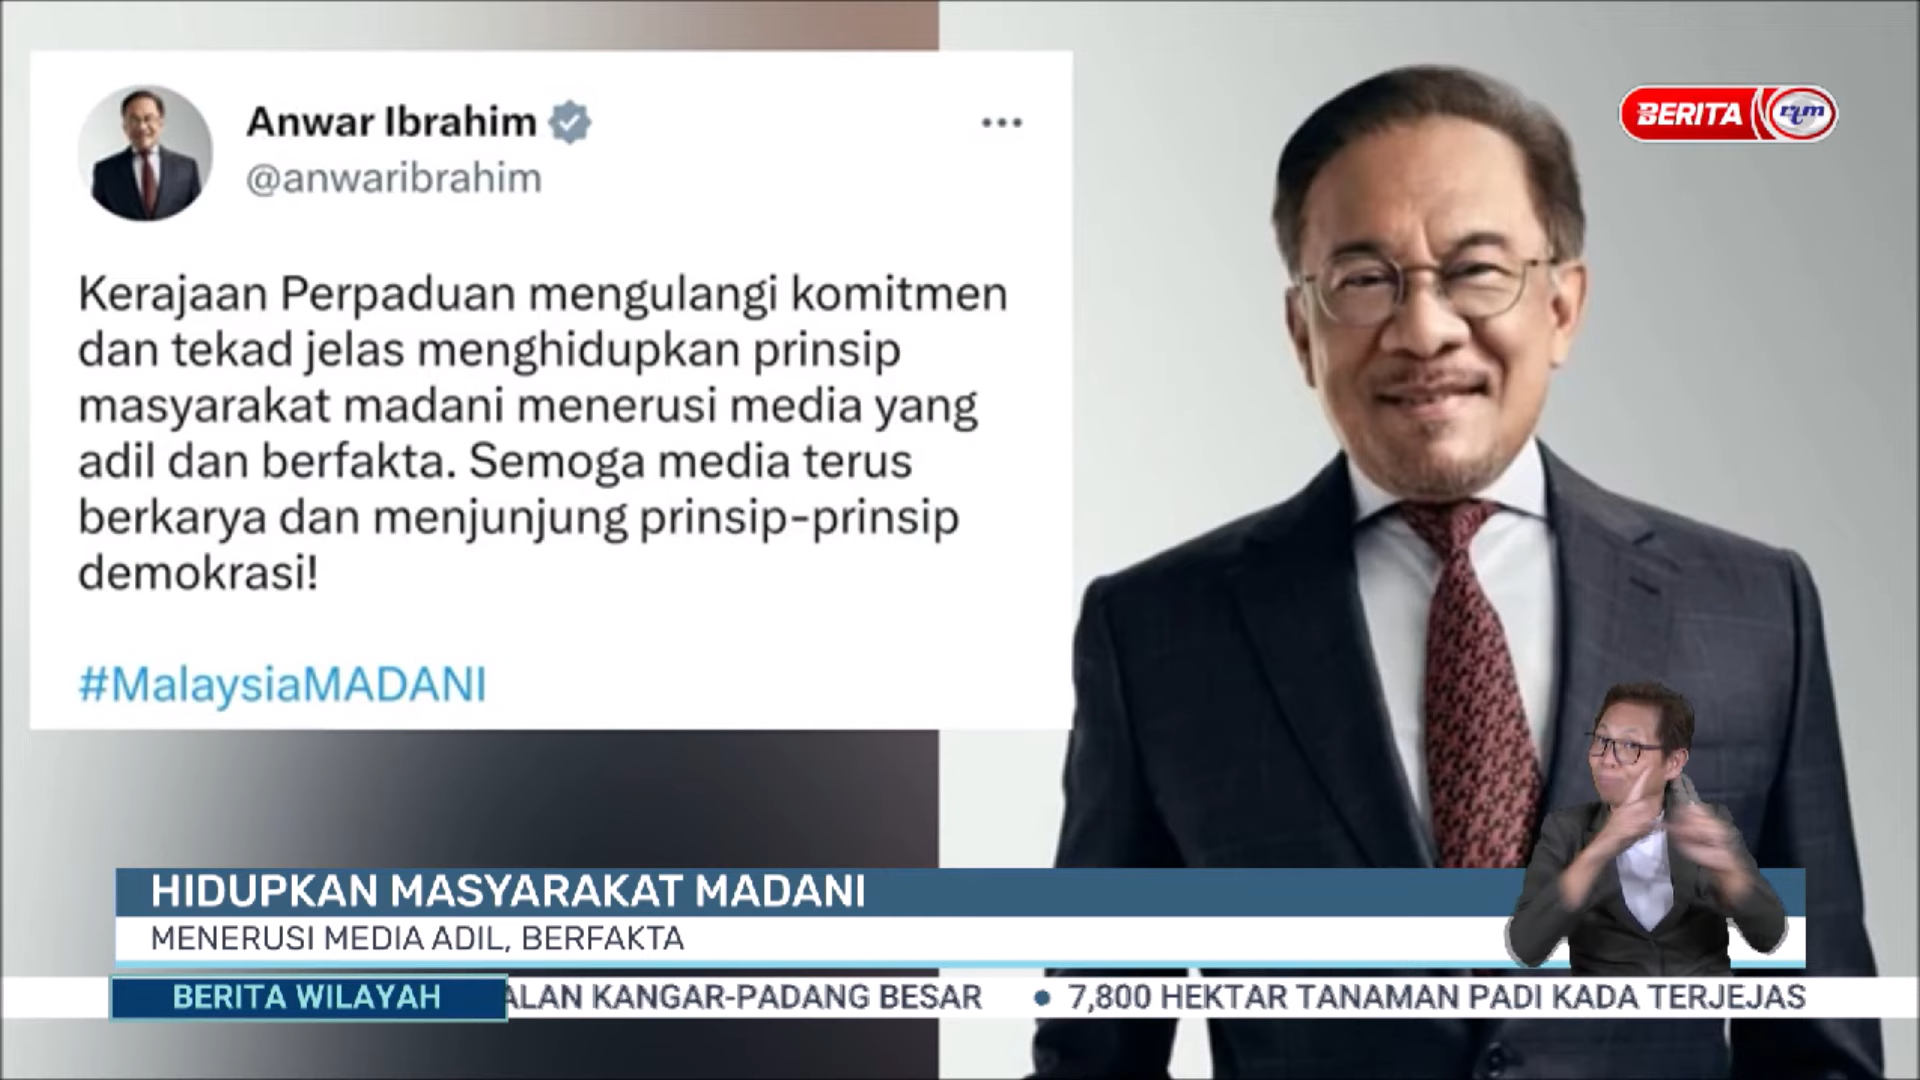 Anwar Ibrahim
@anwaribrahim
Kerajaan Perpaduan mengulangi komitmen
dan tekad jelas menghidupkan prinsip
masyarakat madani menerusi media yang
adil dan berfakta. Semoga media terus
berkarya dan menjunjung prinsip-prinsip
demokrasi!
#MalaysiaMADANI
BERITA rtm
HIDUPKAN MASYARAKAT MADANI
MENERUSI MEDIA ADIL, BERFAKTA
BERITA WILAYAH ALAN KANGAR-PADANG BESAR • 7,800 HEKTAR TANAMAN PADI KADA TERJEJAS